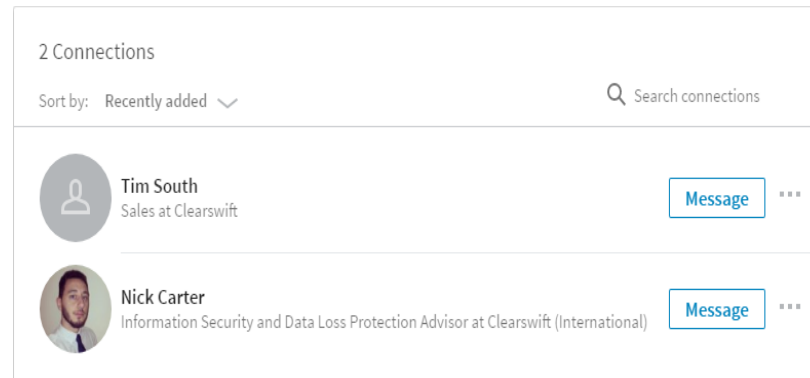 2 Connections
Sort by: Recently added
Search connections
Tim South
Sales at Clearswift
Message
Nick Carter
Information Security and Data Loss Protection Advisor at Clearswift (International)
Message